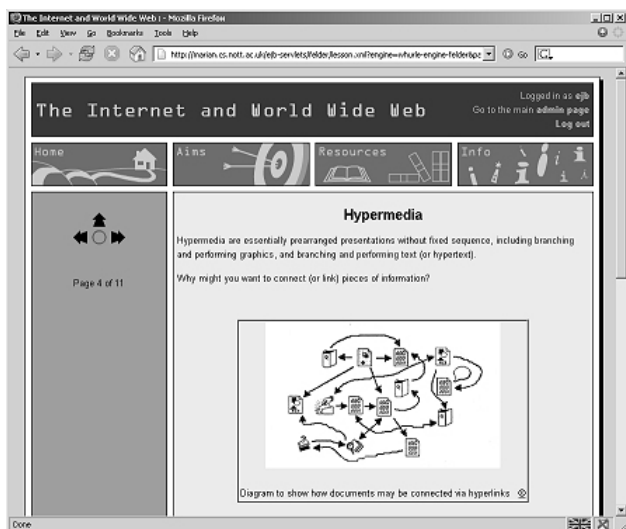 The Internet and World Wide Web : - Mozilla Firefox
File Edit View Go Bookmarks Tools Help
Go
The Internet and World Wide Web
Logged in as ejb
Go to the main admin page
Log out
Home
Aims
Resources
Info
Page 4 of 11
Hypermedia
Hypermedia are essentially prearranged presentations without fixed sequence, including branching
and performing graphics, and branching and performing text (or hypertext).
Why might you want to connect (or link) pieces of information?
Diagram to show how documents may be connected via hyperlinks
Done